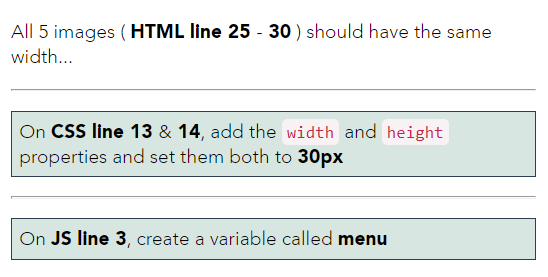 All 5 images ( HTML line 25 - 30 ) should have the same
width...
On CSS line 13 & 14, add the width and height
properties and set them both to 30px
On JS line 3, create a variable called menu